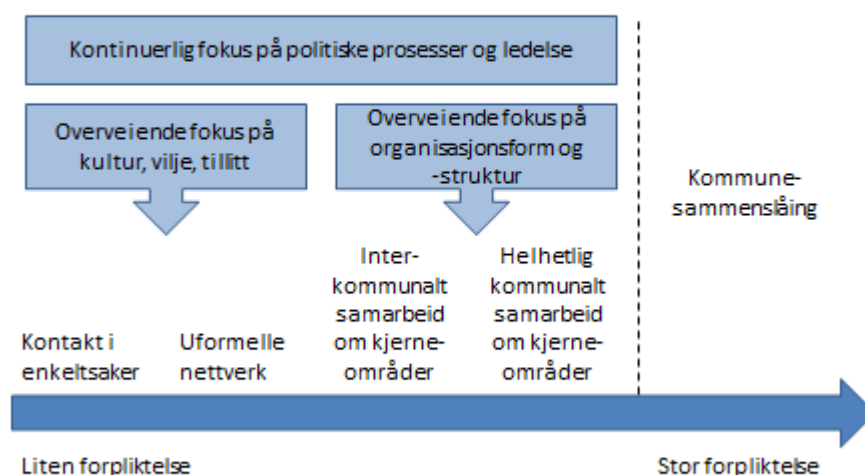 Kontinuerlig fokus på politiske prosesser og ledelse
Overveiende fokus på
kultur, vilje, tillitt
Overveiende fokus på
organisasjonsform og
-struktur
Kommune-
sammenslåing
Kontakt i
enkeltsaker
Uformelle
nettverk
Inter-
kommunalt
samarbeid
om kjerne-
områder
Helhetlig
kommunalt
samarbeid
om kjerne-
områder
Liten forpliktelse
Stor forpliktelse